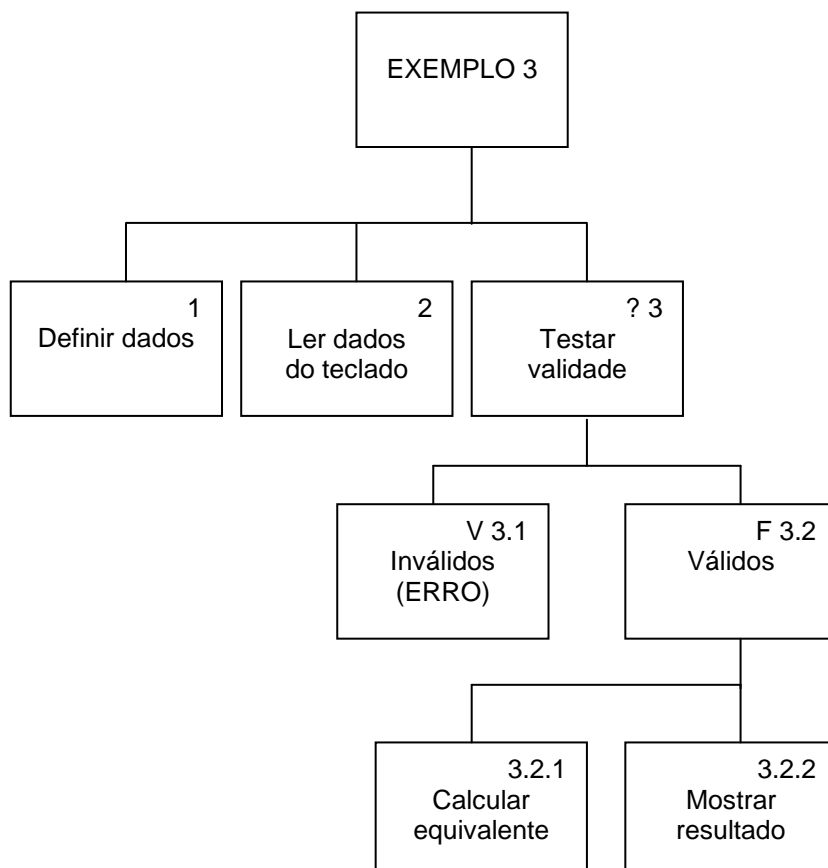 EXEMPLO 3
1
Definir dados
2
Ler dados
do teclado
? 3
Testar
validade
V 3.1
Inválidos
(ERRO)
F 3.2
Válidos
3.2.1
Calcular
equivalente
3.2.2
Mostrar
resultado